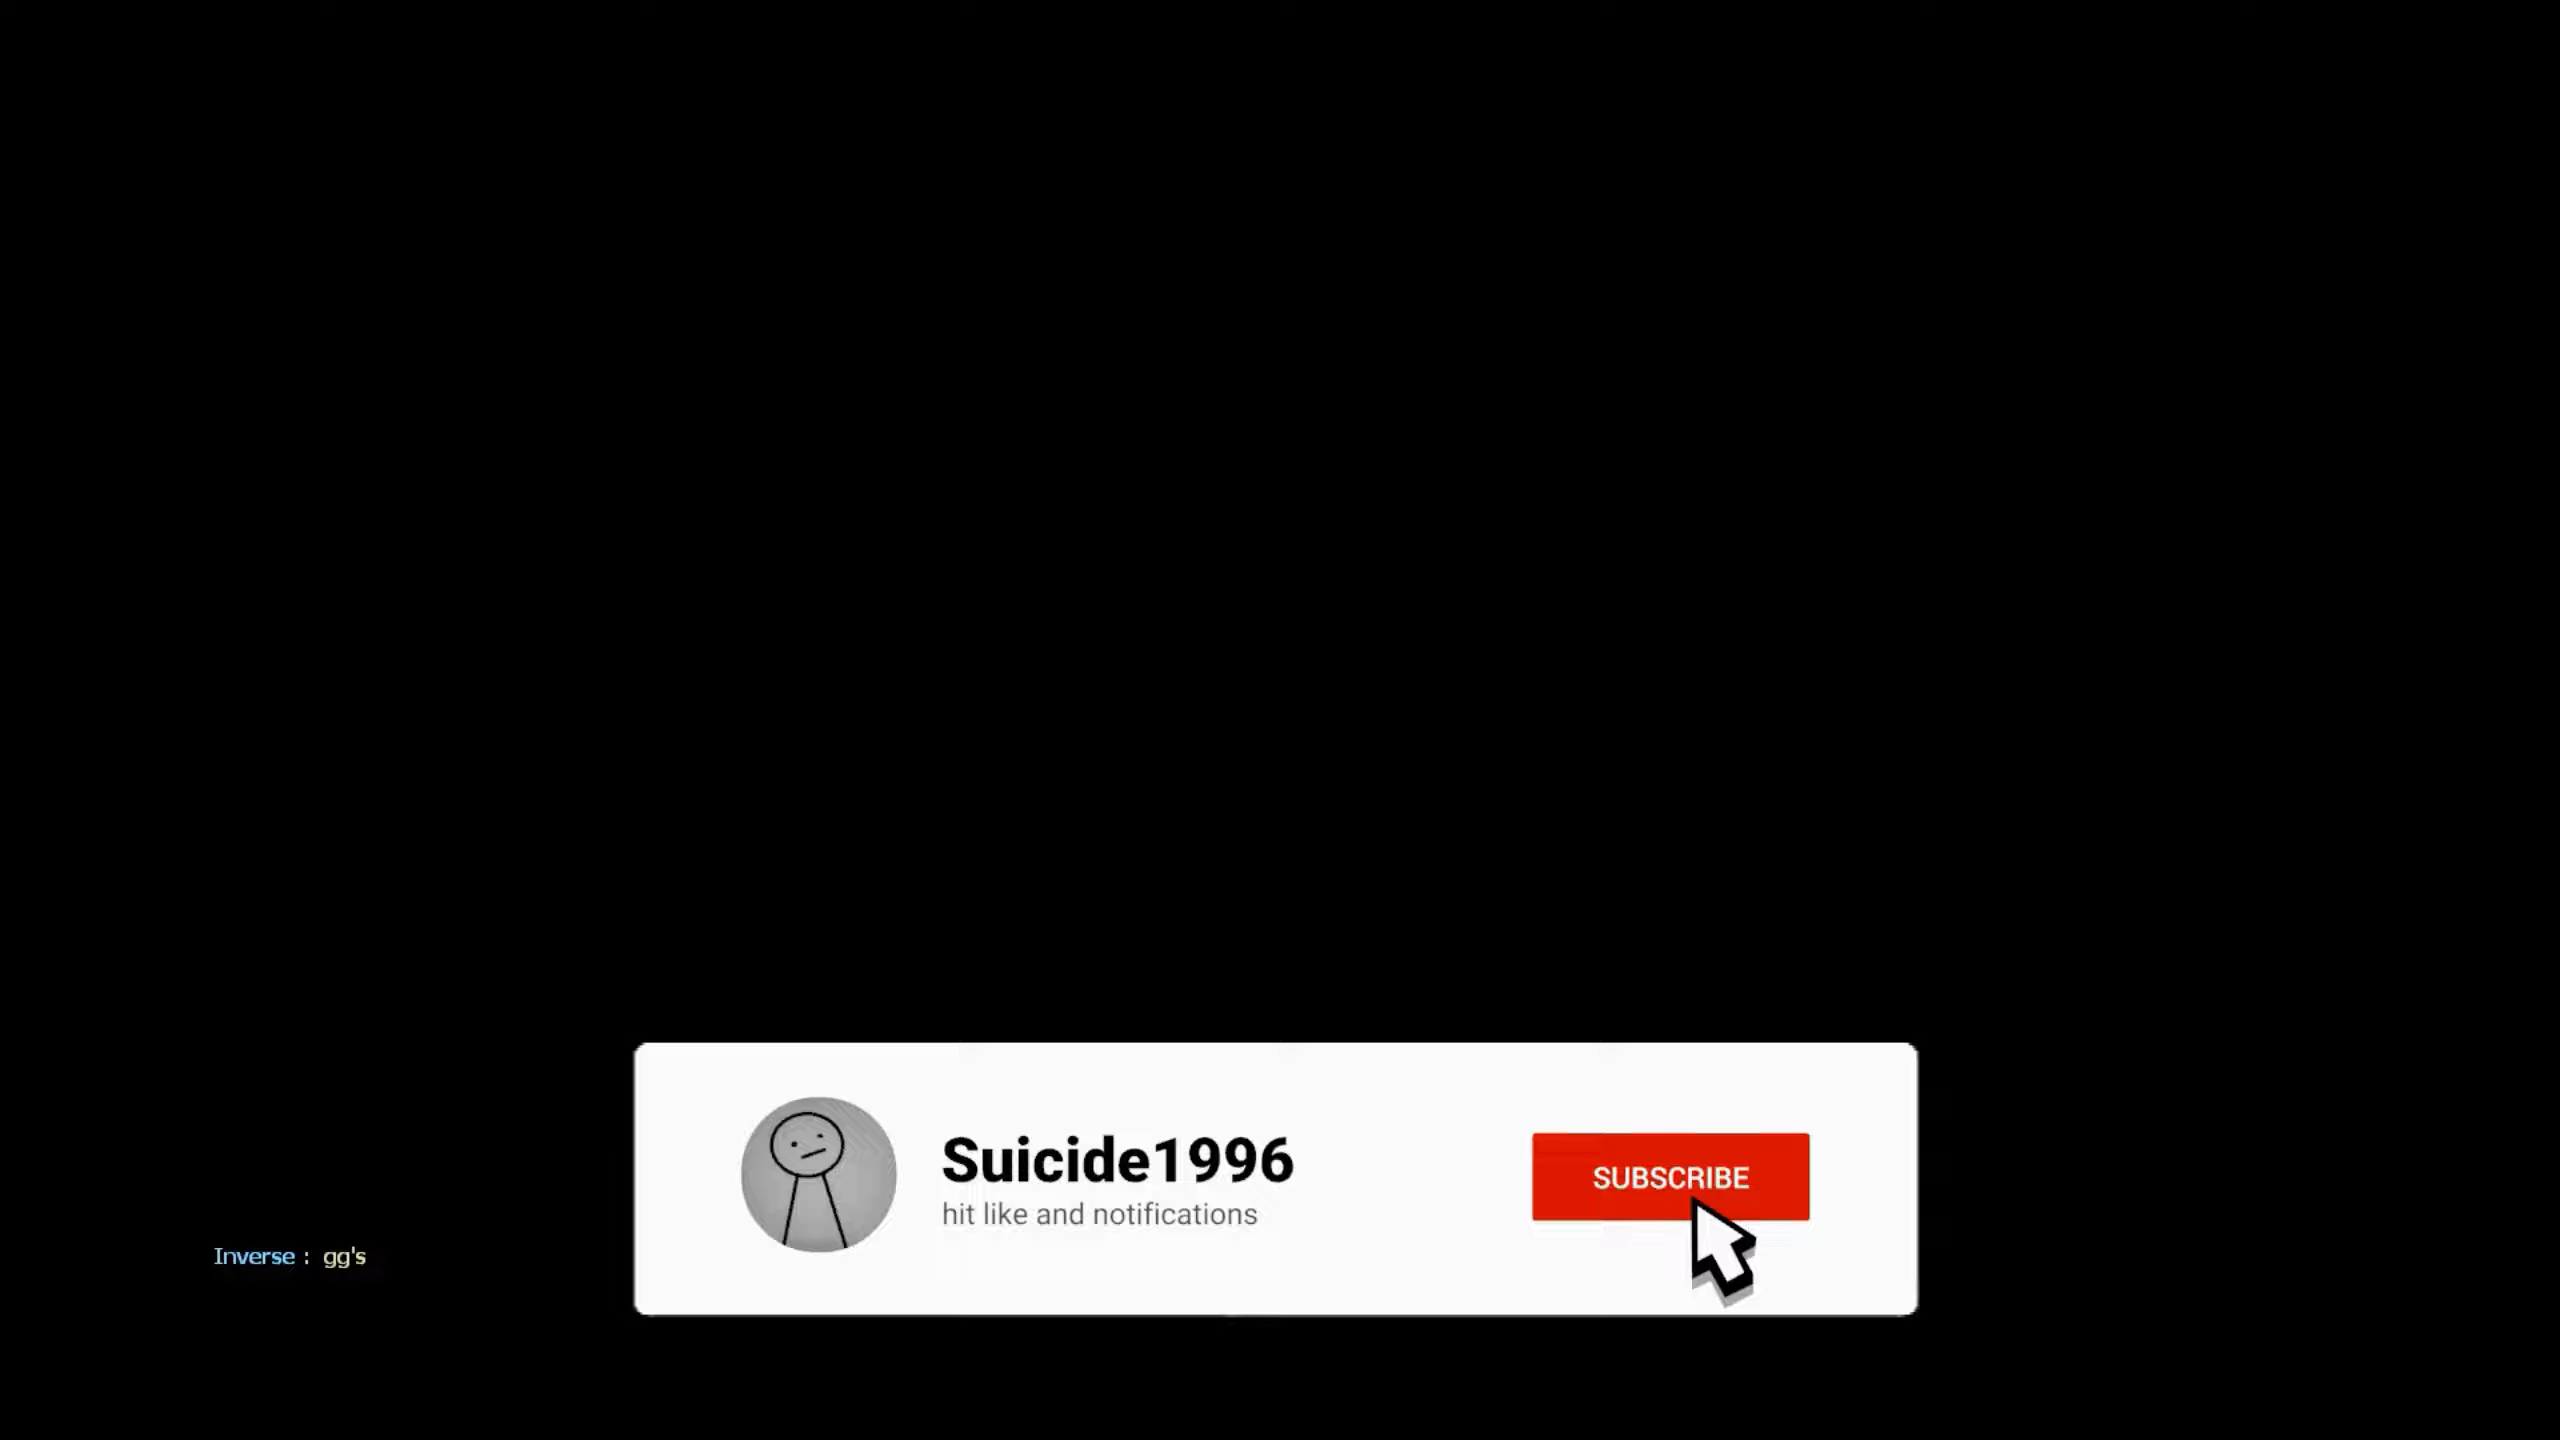 Suicide1996
hit like and notifications
SUBSCRIBE
Inverse : gg's